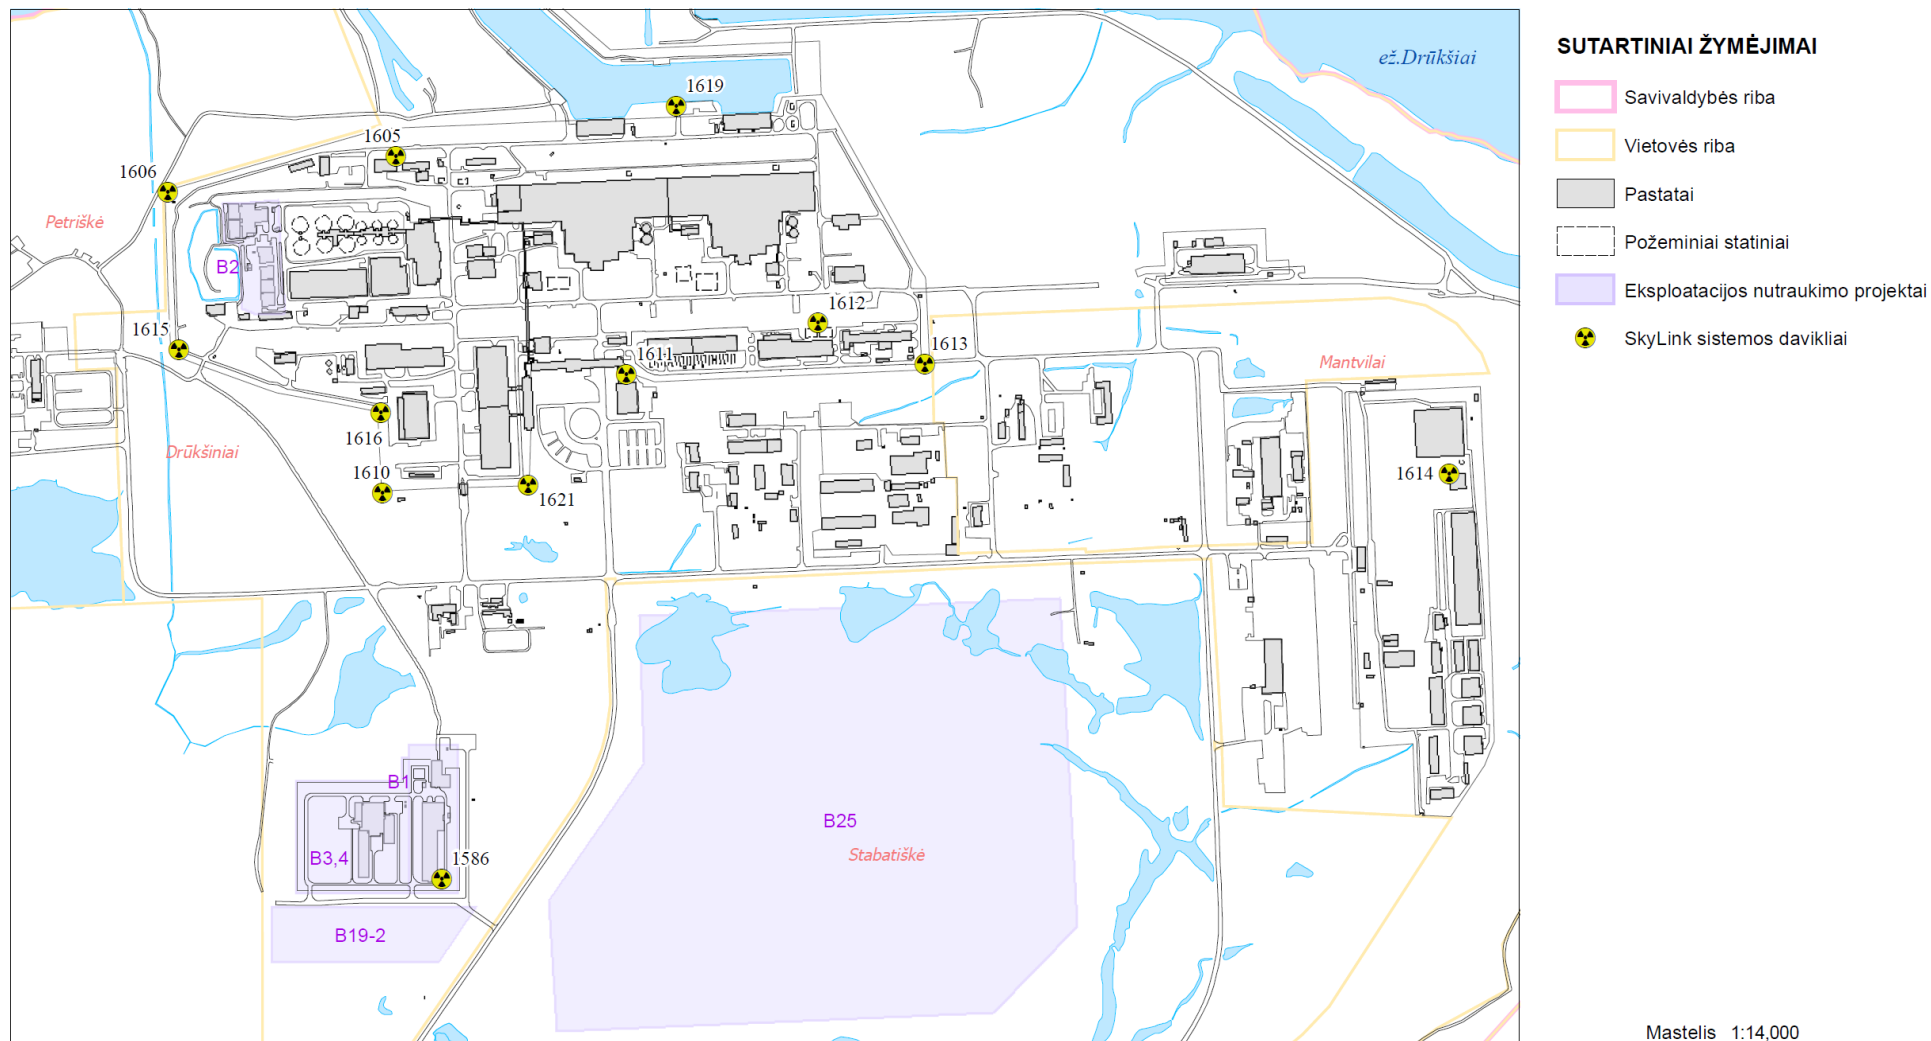 ež.Drūkšiai
1619
1605
1606
Petriškė
B2
1612
1615
1611
1613
Mantvilai
1616
Drūkšiniai
1610
1621
1614
B1
B25
Stabatiškė
B3,4
1586
B19-2
SUTARTINIAI ŽYMĖJIMAI
Savivaldybės riba
Vietovės riba
Pastatai
Požeminiai statiniai
Eksploatacijos nutraukimo projektai
SkyLink sistemos davikliai
Mastelis 1:14,000